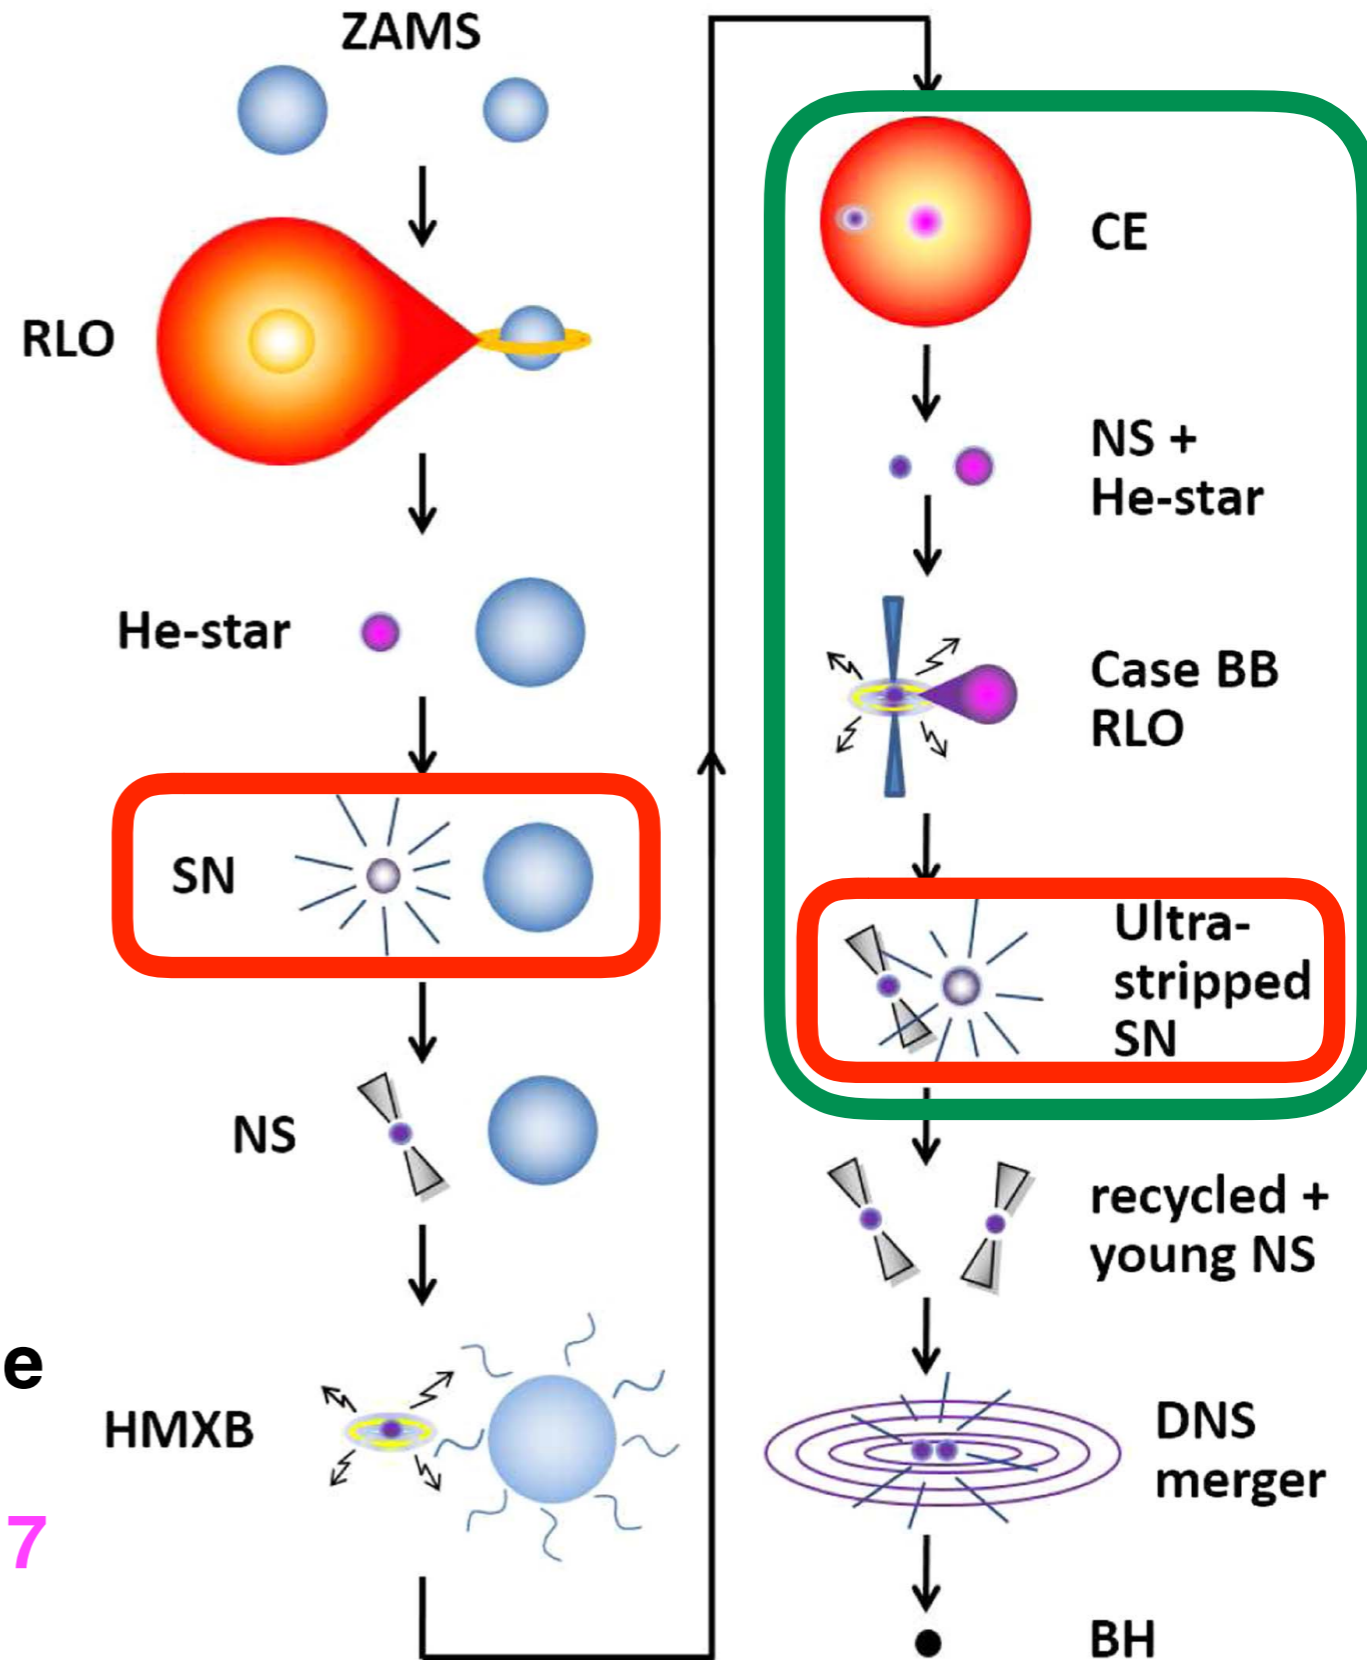 ZAMS
RLO
He-star
SN
NS
e
HMXB
7
CE
NS +
He-star
Case BB
RLO
Ultra-
stripped
SN
recycled +
young NS
DNS
merger
BH